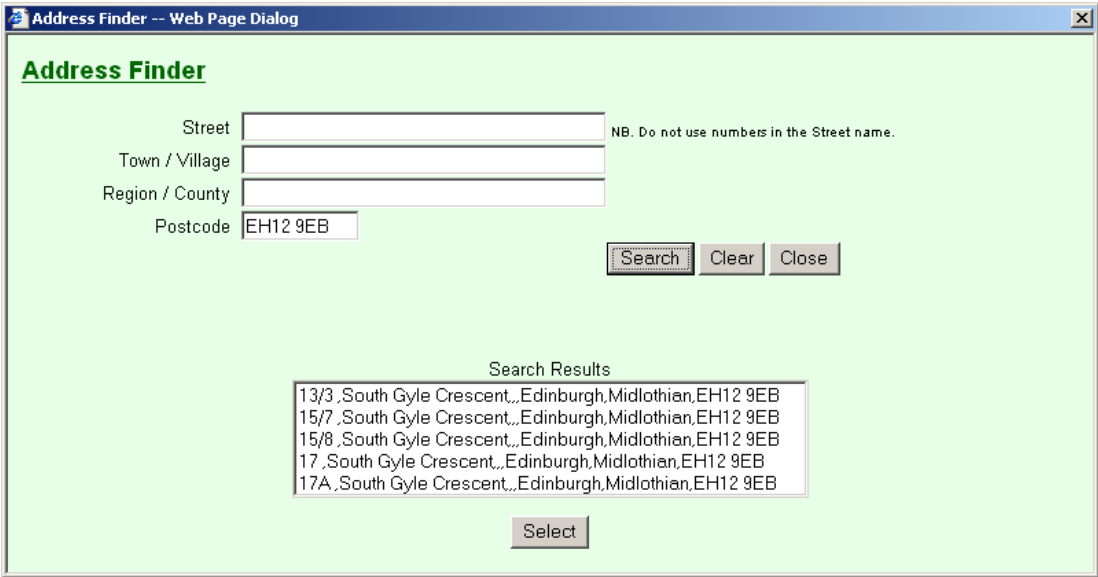 Address Finder -- Web Page Dialog
Address Finder
Street
NB. Do not use numbers in the Street name.
Town / Village
Region / County
Postcode EH12 9EB
Search Clear Close
Search Results
13/3 ,South Gyle Crescent,,,Edinburgh,Midlothian,EH12 9EB
15/7 ,South Gyle Crescent,,,Edinburgh,Midlothian,EH12 9EB
15/8 ,South Gyle Crescent,,,Edinburgh,Midlothian,EH12 9EB
17 ,South Gyle Crescent,,,Edinburgh,Midlothian,EH12 9EB
17A ,South Gyle Crescent,,,Edinburgh,Midlothian,EH12 9EB
Select